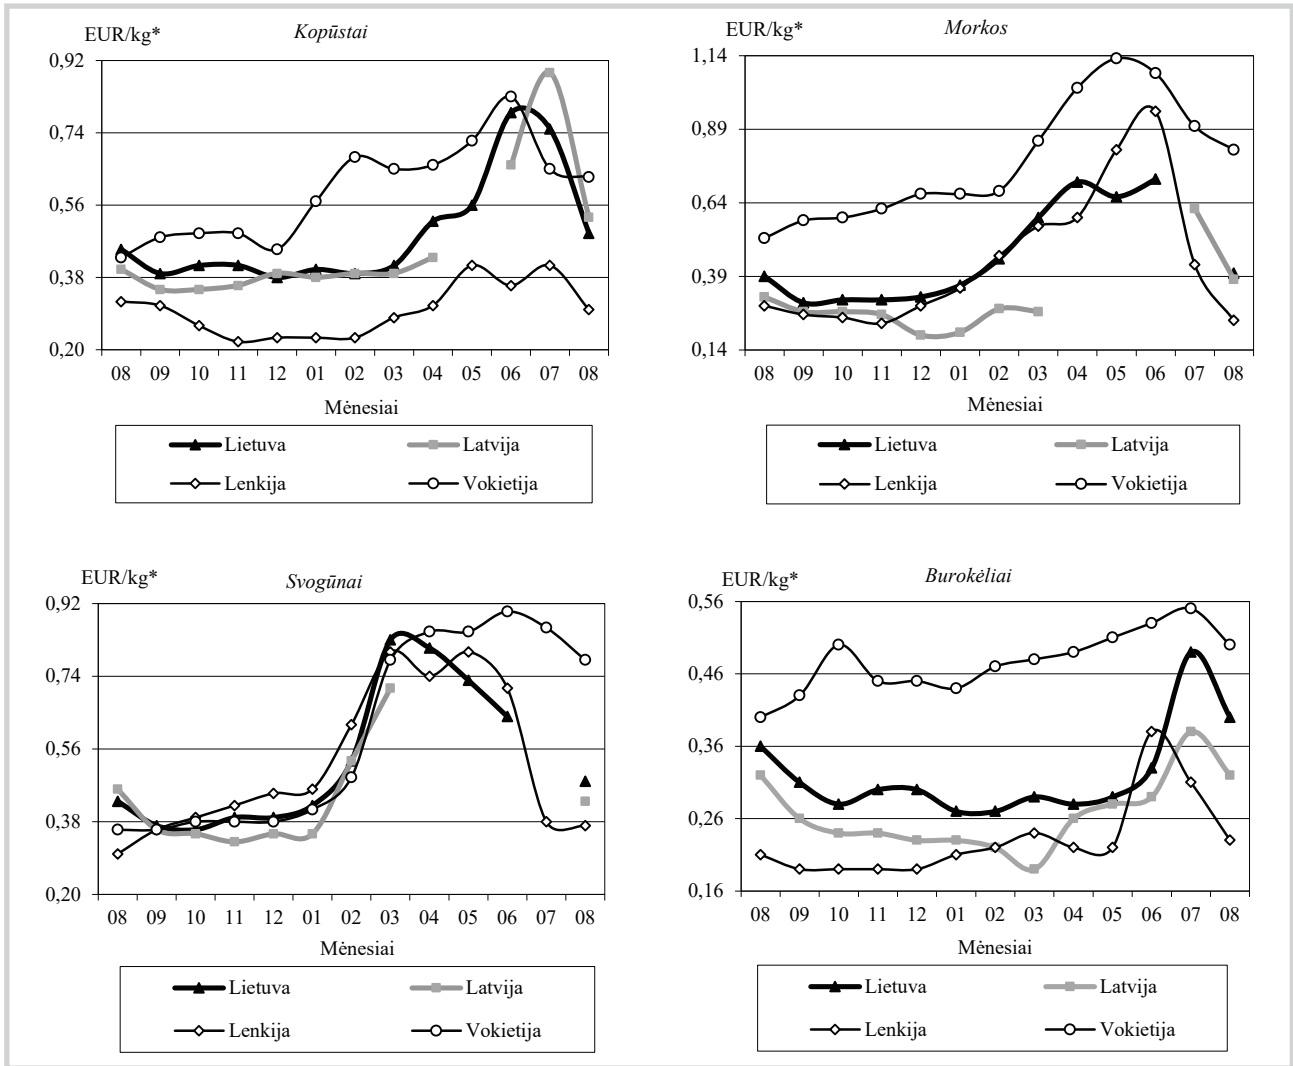 EUR/kg*
Kopūstai
0,92
0,74
0,56
0,38
0,20
08 09 10 11 12 01 02 03 04 05 06 07 08
Mėnesiai
Lietuva Latvija
Lenkija Vokietija
EUR/kg*
Morkos
1,14
0,89
0,64
0,39
0,14
08 09 10 11 12 01 02 03 04 05 06 07 08
Mėnesiai
Lietuva Latvija
Lenkija Vokietija
EUR/kg*
Svogūnai
0,92
0,74
0,56
0,38
0,20
08 09 10 11 12 01 02 03 04 05 06 07 08
Mėnesiai
Lietuva Latvija
Lenkija Vokietija
EUR/kg*
Burokėliai
0,56
0,46
0,36
0,26
0,16
08 09 10 11 12 01 02 03 04 05 06 07 08
Mėnesiai
Lietuva Latvija
Lenkija Vokietija